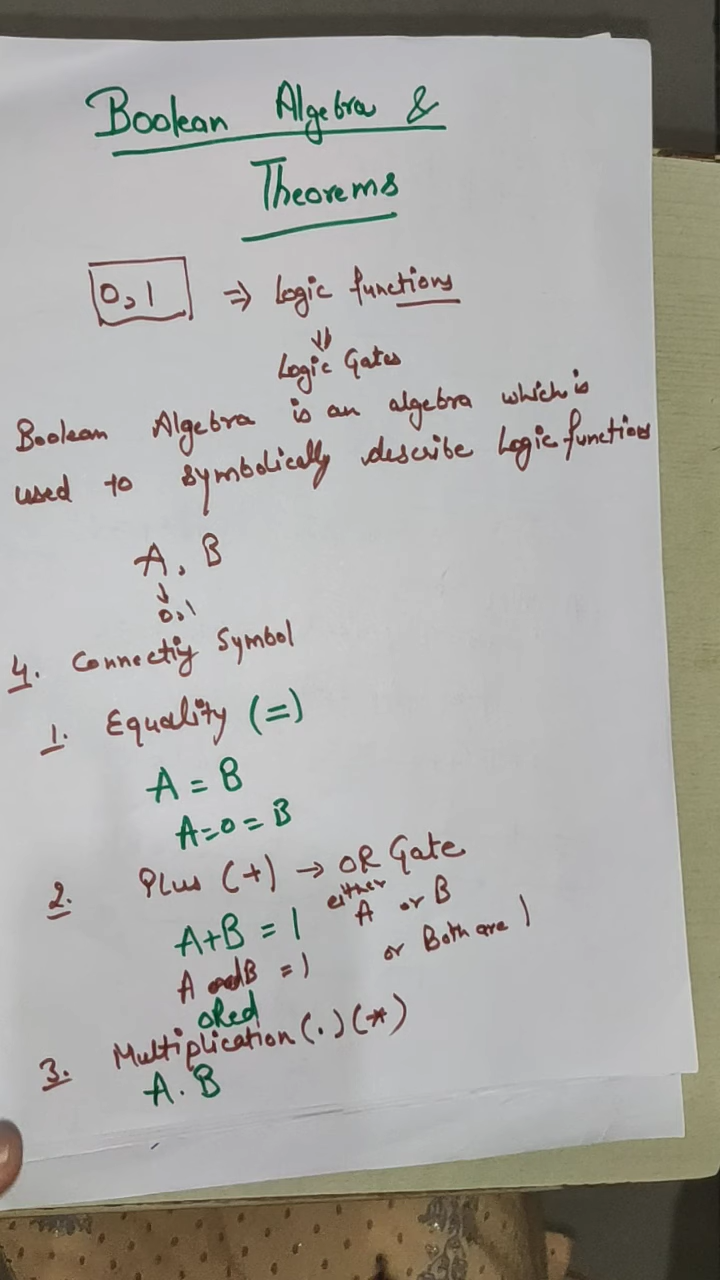 Boolean Algebra &
Theorems
0,1 ⇒ Logic functions
⇓
Logic Gates
Boolean Algebra is an algebra which is
used to symbolically describe Logic functions
A, B
↓
0,1
4. Connectiy Symbol
1. Equality (=)
A = B
A=0 = B
2. Plus (+) → OR Gate
A+B = 1 either A or B
or Both are 1
A B = 1
ORed
3. Multiplication (.) (*)
A . B